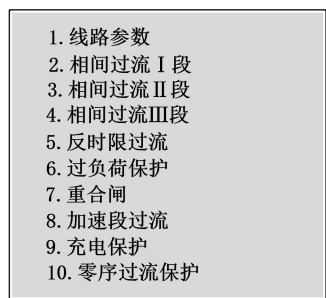 1. 线路参数
2. 相间过流Ⅰ段
3. 相间过流Ⅱ段
4. 相间过流Ⅲ段
5. 反时限过流
6. 过负荷保护
7. 重合闸
8. 加速段过流
9. 充电保护
10. 零序过流保护